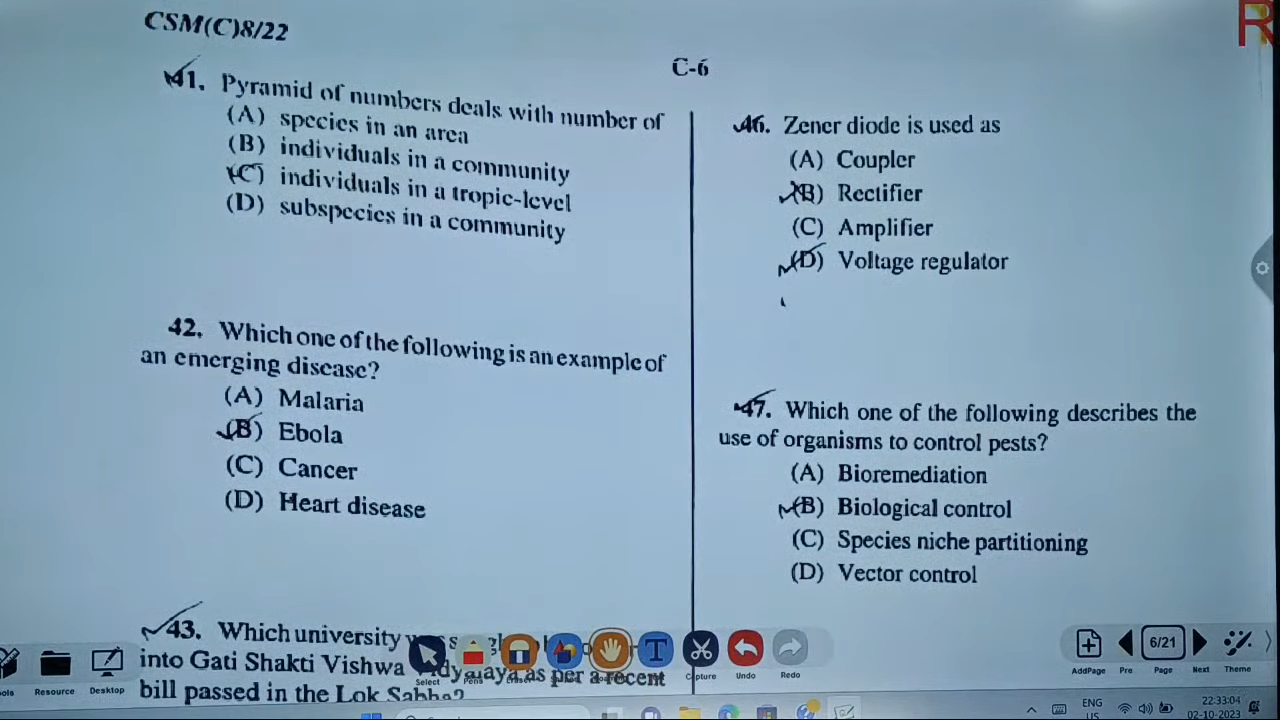 CSM(C)8/22
R
C-6
41. Pyramid of numbers deals with number of
(A) species in an area
(B) individuals in a community
(C) individuals in a tropic-level
(D) subspecies in a community
42. Which one of the following is an example of
an emerging disease?
(A) Malaria
(B) Ebola
(C) Cancer
(D) Heart disease
43. Which university
into Gati Shakti Vishwa as per a recent
bill passed in the Lok Sabha?
46. Zener diode is used as
(A) Coupler
(B) Rectifier
(C) Amplifier
(D) Voltage regulator
47. Which one of the following describes the
use of organisms to control pests?
(A) Bioremediation
(B) Biological control
(C) Species niche partitioning
(D) Vector control
Resource Desktop Select Undo Redo
6/21
AddPage Pre Page Next Theme
ENG 22:33:04
US 02-10-2023